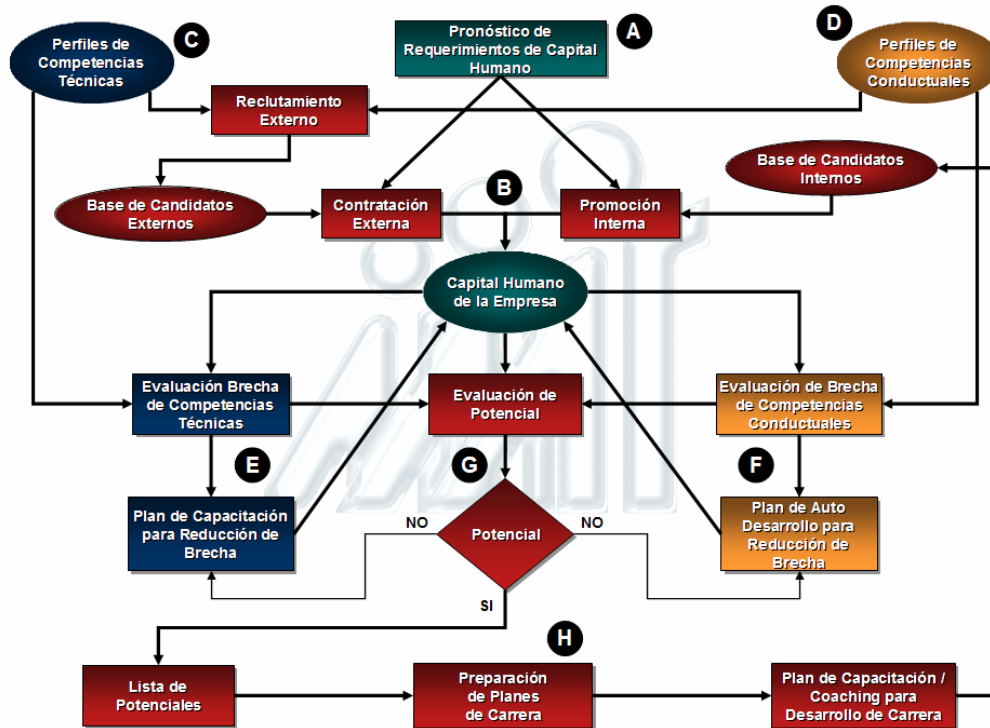 Perfiles de
Competencias
Técnicas
C
Pronóstico de
Requerimientos de Capital
Humano
A
D
Perfiles de
Competencias
Conductuales
Reclutamiento
Externo
Base de Candidatos
Externos
Contratación
Externa
B
Promoción
Interna
Base de Candidatos
Internos
Capital Humano
de la Empresa
Evaluación Brecha
de Competencias
Técnicas
Evaluación de
Potencial
Evaluación de Brecha
de Competencias
Conductuales
E
G
F
Plan de Capacitación
para Reducción de
Brecha
NO
Potencial
NO
Plan de Auto
Desarrollo para
Reducción de
Brecha
SI
H
Lista de
Potenciales
Preparación
de Planes
de Carrera
Plan de Capacitación /
Coaching para
Desarrollo de Carrera